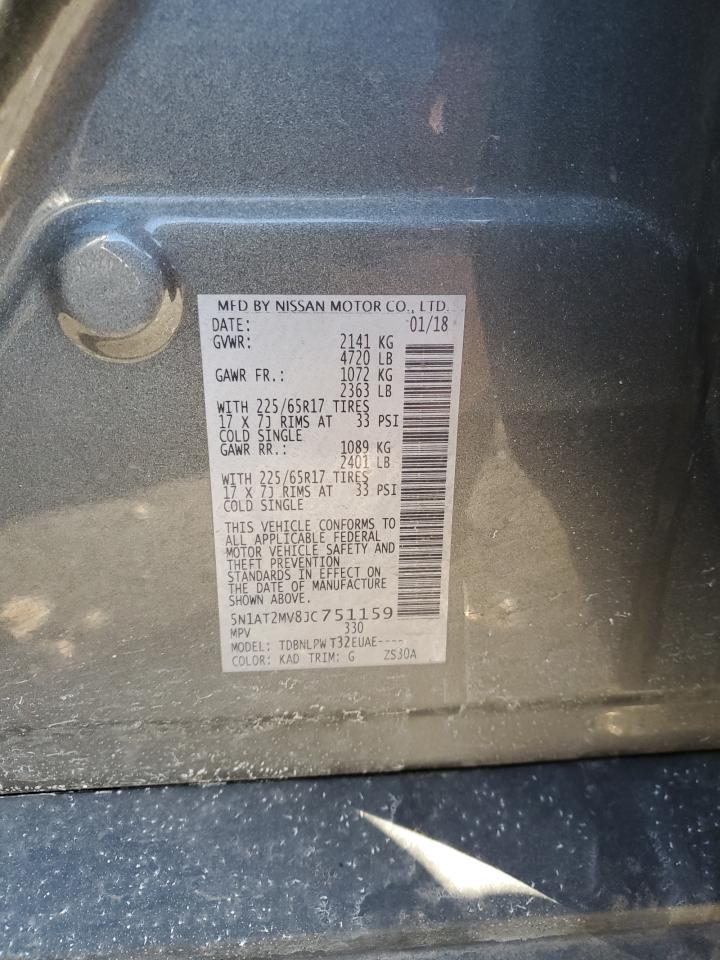 MFD BY NISSAN MOTOR CO., LTD.
DATE: 01/18
GVWR: 2141 KG
4720 LB
GAWR FR.: 1072 KG
2363 LB
WITH 225/65R17 TIRES
17 X 7J RIMS AT 33 PSI
COLD SINGLE
GAWR RR.: 1089 KG
2401 LB
WITH 225/65R17 TIRES
17 X 7J RIMS AT 33 PSI
COLD SINGLE
THIS VEHICLE CONFORMS TO
ALL APPLICABLE FEDERAL
MOTOR VEHICLE SAFETY AND
THEFT PREVENTION
STANDARDS IN EFFECT ON
THE DATE OF MANUFACTURE
SHOWN ABOVE.
5N1AT2MV8JC751159
MPV 330
MODEL: TDBNLPW T32EUAE----
COLOR: KAD TRIM: G ZS30A